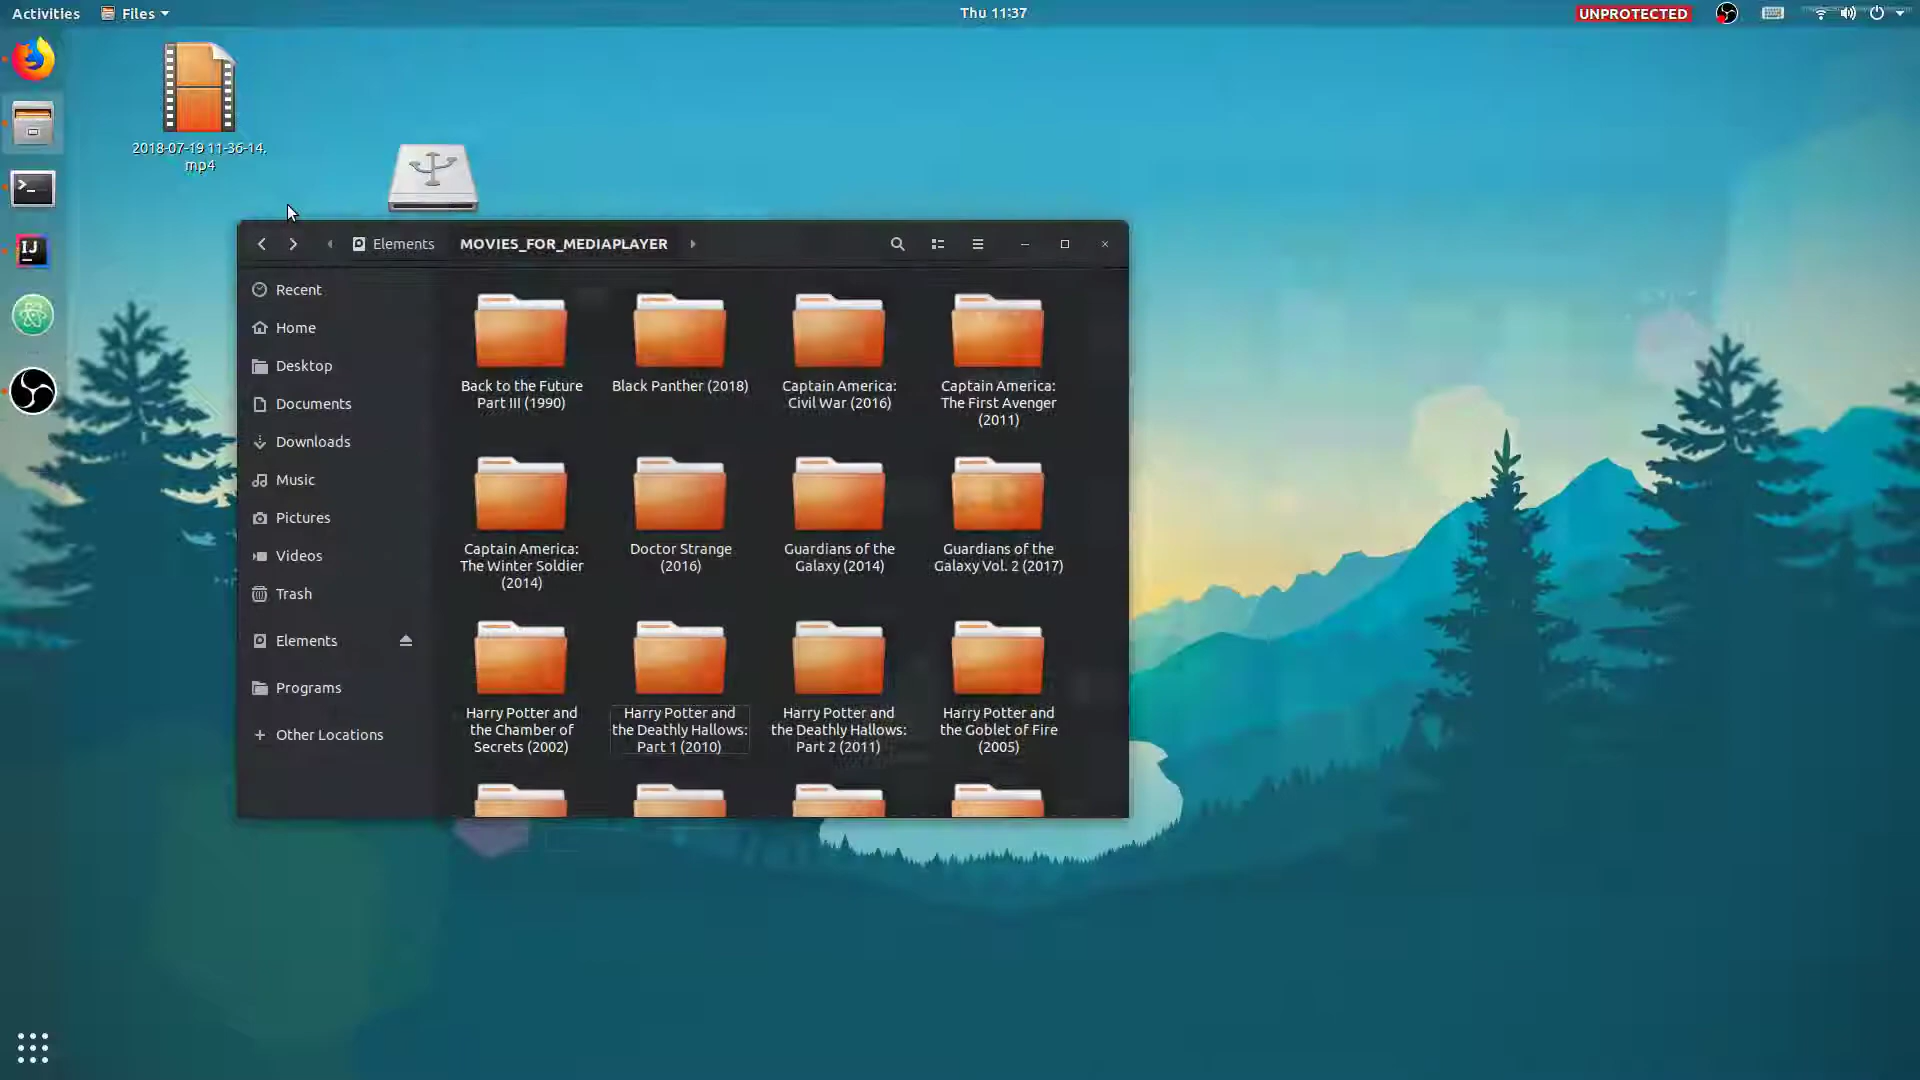 Activities
Files
Thu 11:37
UNPROTECTED
2018-07-19 11-36-14.
mp4
Elements
MOVIES_FOR_MEDIAPLAYER
Recent
Home
Desktop
Documents
Downloads
Music
Pictures
Videos
Trash
Elements
Programs
+ Other Locations
Back to the Future
Part III (1990)
Black Panther (2018)
Captain America:
Civil War (2016)
Captain America:
The First Avenger
(2011)
Captain America:
The Winter Soldier
(2014)
Doctor Strange
(2016)
Guardians of the
Galaxy (2014)
Guardians of the
Galaxy Vol. 2 (2017)
Harry Potter and
the Chamber of
Secrets (2002)
Harry Potter and
the Deathly Hallows:
Part 1 (2010)
Harry Potter and
the Deathly Hallows:
Part 2 (2011)
Harry Potter and
the Goblet of Fire
(2005)
>_
IJ